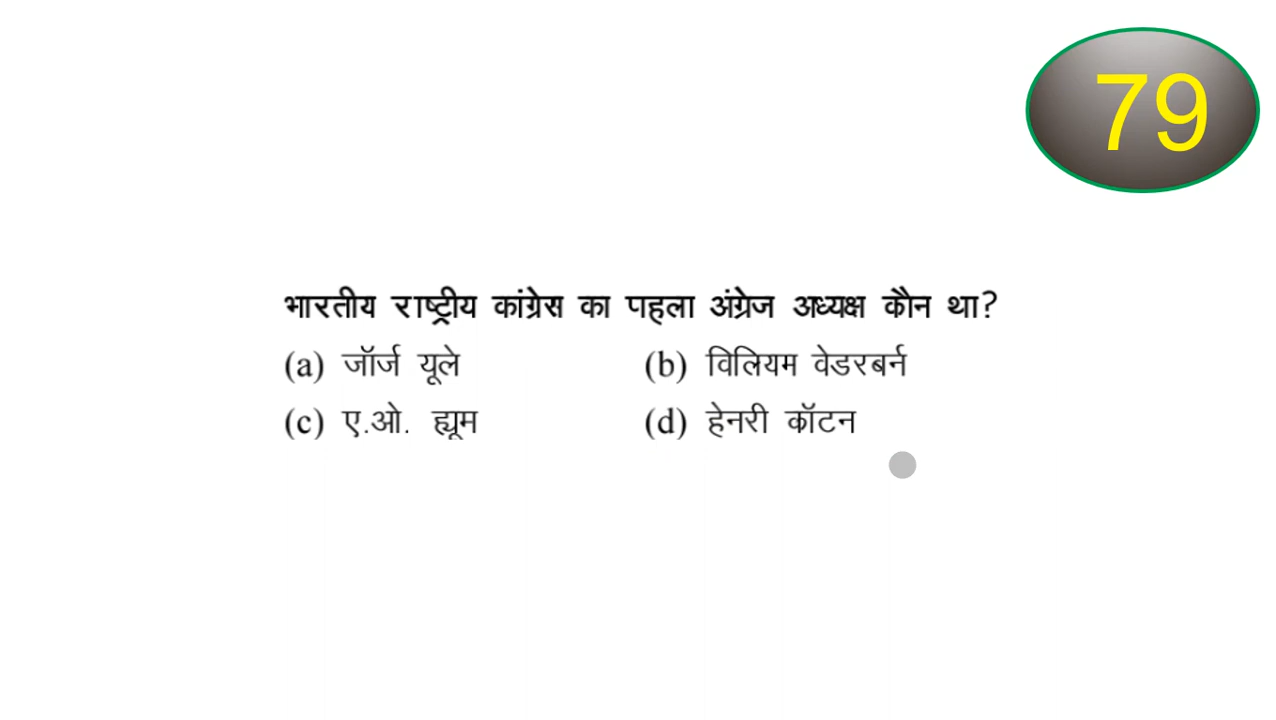 79
भारतीय राष्ट्रीय कांग्रेस का पहला अंग्रेज अध्यक्ष कौन था?
(a) जॉर्ज यूले (b) विलियम वेडरबर्न
(c) ए.ओ. ह्यूम (d) हेनरी कॉटन